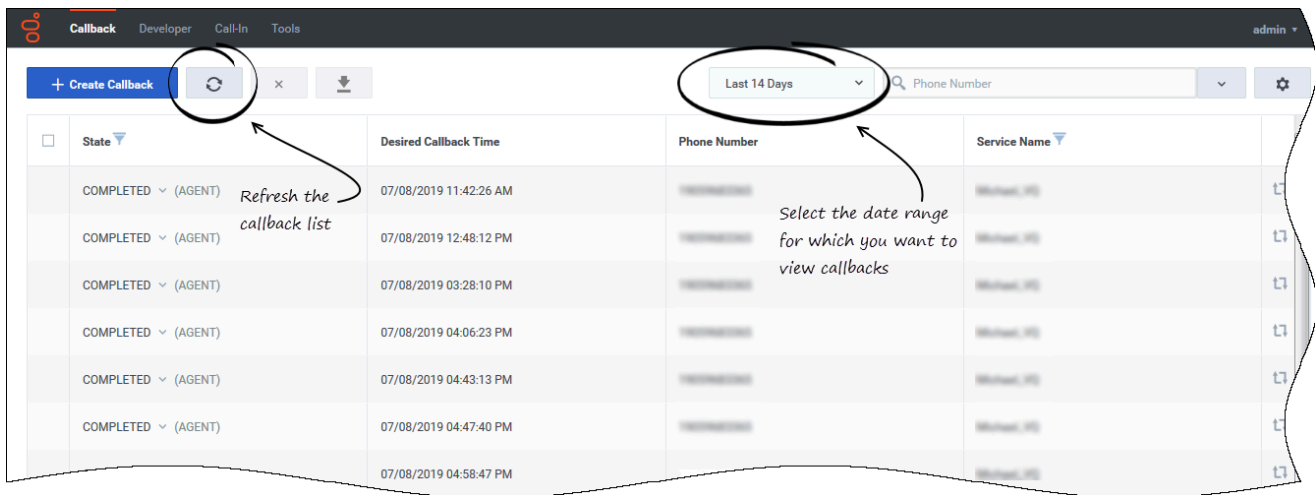 Callback Developer Call-In Tools admin
+ Create Callback Last 14 Days Phone Number
State Desired Callback Time Phone Number Service Name
COMPLETED (AGENT) 07/08/2019 11:42:26 AM
Refresh the
callback list
Select the date range
for which you want to
view callbacks
COMPLETED (AGENT) 07/08/2019 12:48:12 PM
COMPLETED (AGENT) 07/08/2019 03:28:10 PM
COMPLETED (AGENT) 07/08/2019 04:06:23 PM
COMPLETED (AGENT) 07/08/2019 04:43:13 PM
COMPLETED (AGENT) 07/08/2019 04:47:40 PM
07/08/2019 04:58:47 PM